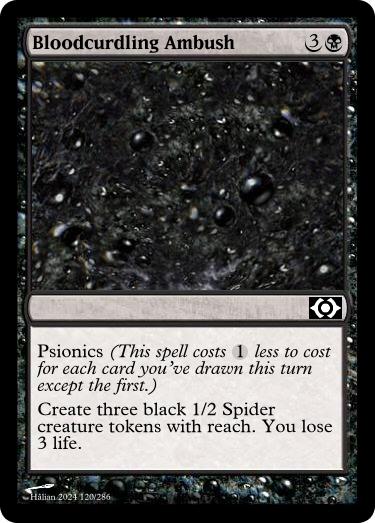 Bloodcurdling Ambush 3
Psionics (This spell costs 1 less to cost
for each card you've drawn this turn
except the first.)
Create three black 1/2 Spider
creature tokens with reach. You lose
3 life.
Hálian 2024 120/286